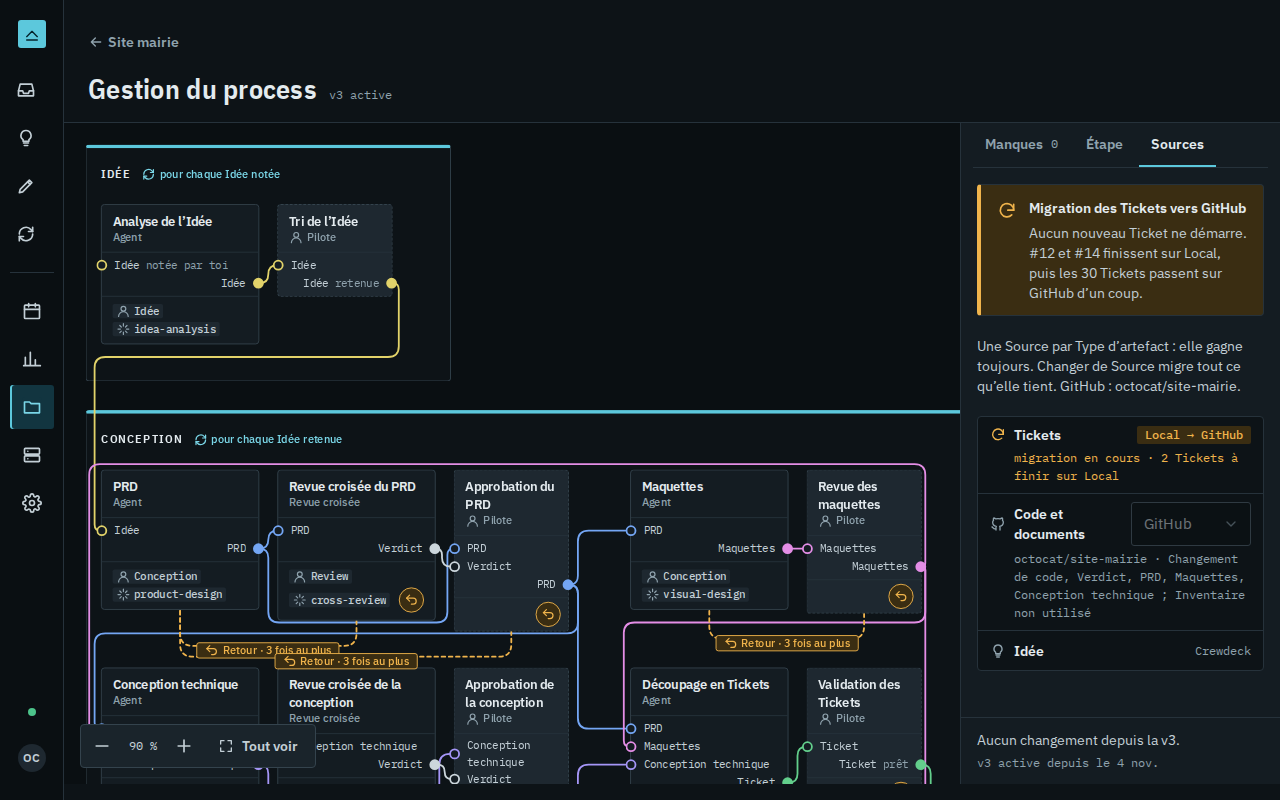 Site mairie
Gestion du process v3 active
IDÉE pour chaque Idée notée
Analyse de l'Idée
Agent
Idée notée par toi
Idée
Idée
idea-analysis
Tri de l'Idée
Pilote
Idée
Idée retenue
CONCEPTION pour chaque Idée retenue
PRD
Agent
Idée
PRD
Conception
product-design
Revue croisée du PRD
Revue croisée
PRD
Verdict
Review
cross-review
Approbation du
PRD
Pilote
PRD
Verdict
PRD
Maquettes
Agent
PRD
Maquettes
Conception
visual-design
Revue des
maquettes
Pilote
Maquettes
Maquettes
Retour · 3 fois au plus
Retour · 3 fois au plus
Retour · 3 fois au plus
Conception technique
Agent
Revue croisée de la
conception
Revue croisée
eption technique
Verdict
Approbation de
la conception
Pilote
Conception
technique
Verdict
Découpage en Tickets
Agent
PRD
Maquettes
Conception technique
Ticket
Validation des
Tickets
Pilote
Ticket
Ticket prêt
90 % Tout voir
OC
Manques 0 Étape Sources
Migration des Tickets vers GitHub
Aucun nouveau Ticket ne démarre.
#12 et #14 finissent sur Local,
puis les 30 Tickets passent sur
GitHub d'un coup.
Une Source par Type d'artefact : elle gagne
toujours. Changer de Source migre tout ce
qu'elle tient. GitHub : octocat/site-mairie.
Tickets Local → GitHub
migration en cours · 2 Tickets à
finir sur Local
Code et
documents
GitHub
octocat/site-mairie · Changement
de code, Verdict, PRD, Maquettes,
Conception technique ; Inventaire
non utilisé
Idée Crewdeck
Aucun changement depuis la v3.
v3 active depuis le 4 nov.